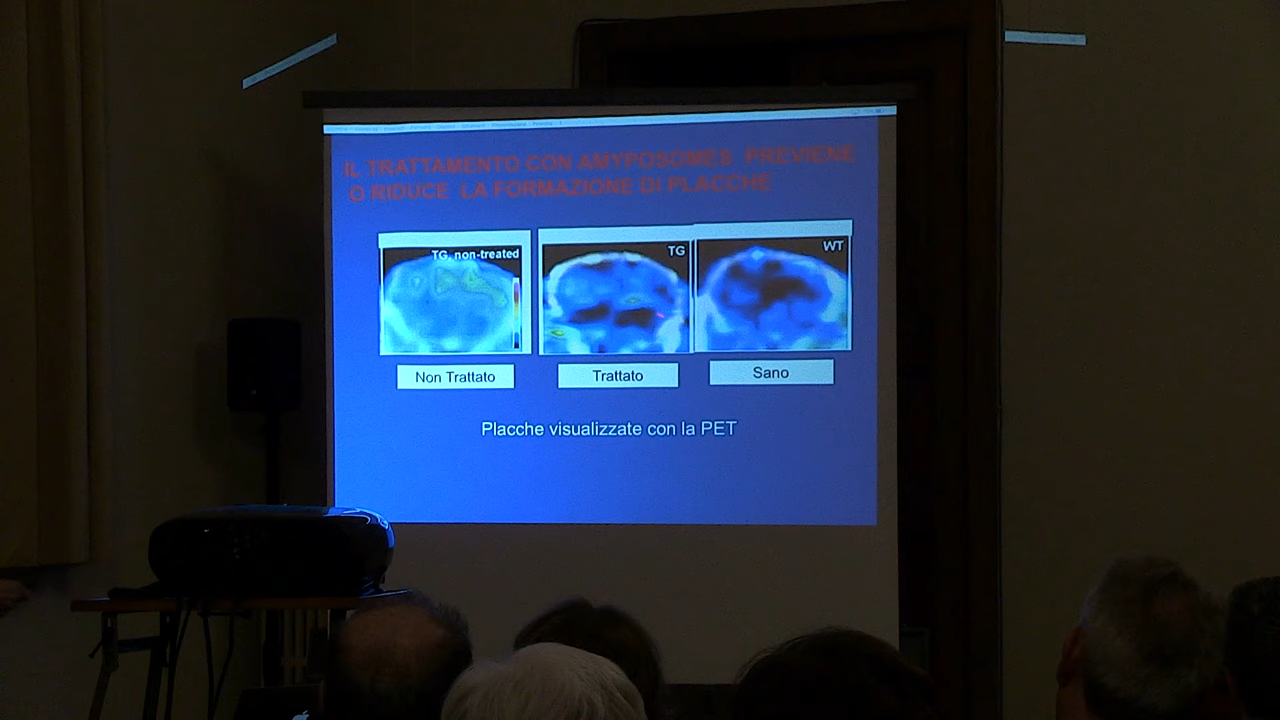 IL TRATTAMENTO CON AMYPOSOMES PREVIENE
O RIDUCE LA FORMAZIONE DI PLACCHE
TG, non-treated
TG
WT
Non Trattato
Trattato
Sano
Placche visualizzate con la PET